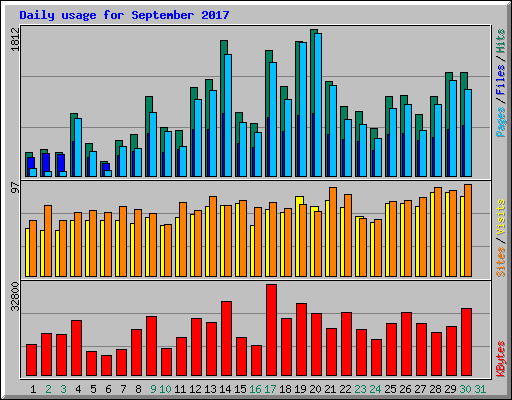 Daily usage for September 2017
1812
Pages / Files / Hits
97
Sites / Visits
32800
KBytes
1 2 3 4 5 6 7 8 9 10 11 12 13 14 15 16 17 18 19 20 21 22 23 24 25 26 27 28 29 30 31